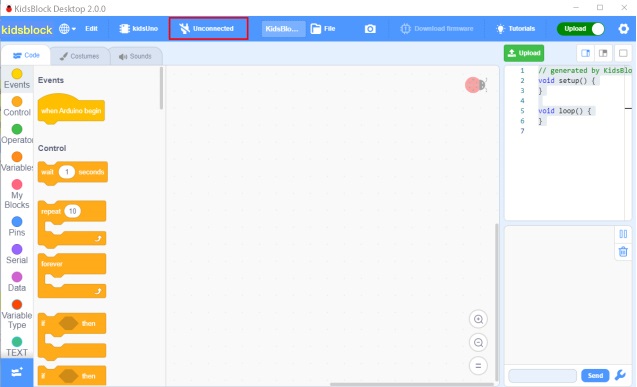 KidsBlock Desktop 2.0.0
kidsblock Edit kidsUno Unconnected KidsBlo... File Download firmware Tutorials Upload
Code Costumes Sounds Upload
Events
Control
Operator
Variables
My
Blocks
Pins
Serial
Data
Variable
Type
TEXT
Events
when Arduino begin
Control
wait 1 seconds
repeat 10
forever
if then
if then
1 // generated by KidsBlo
2 void setup() {
3 }
4
5 void loop() {
6 }
7
Send